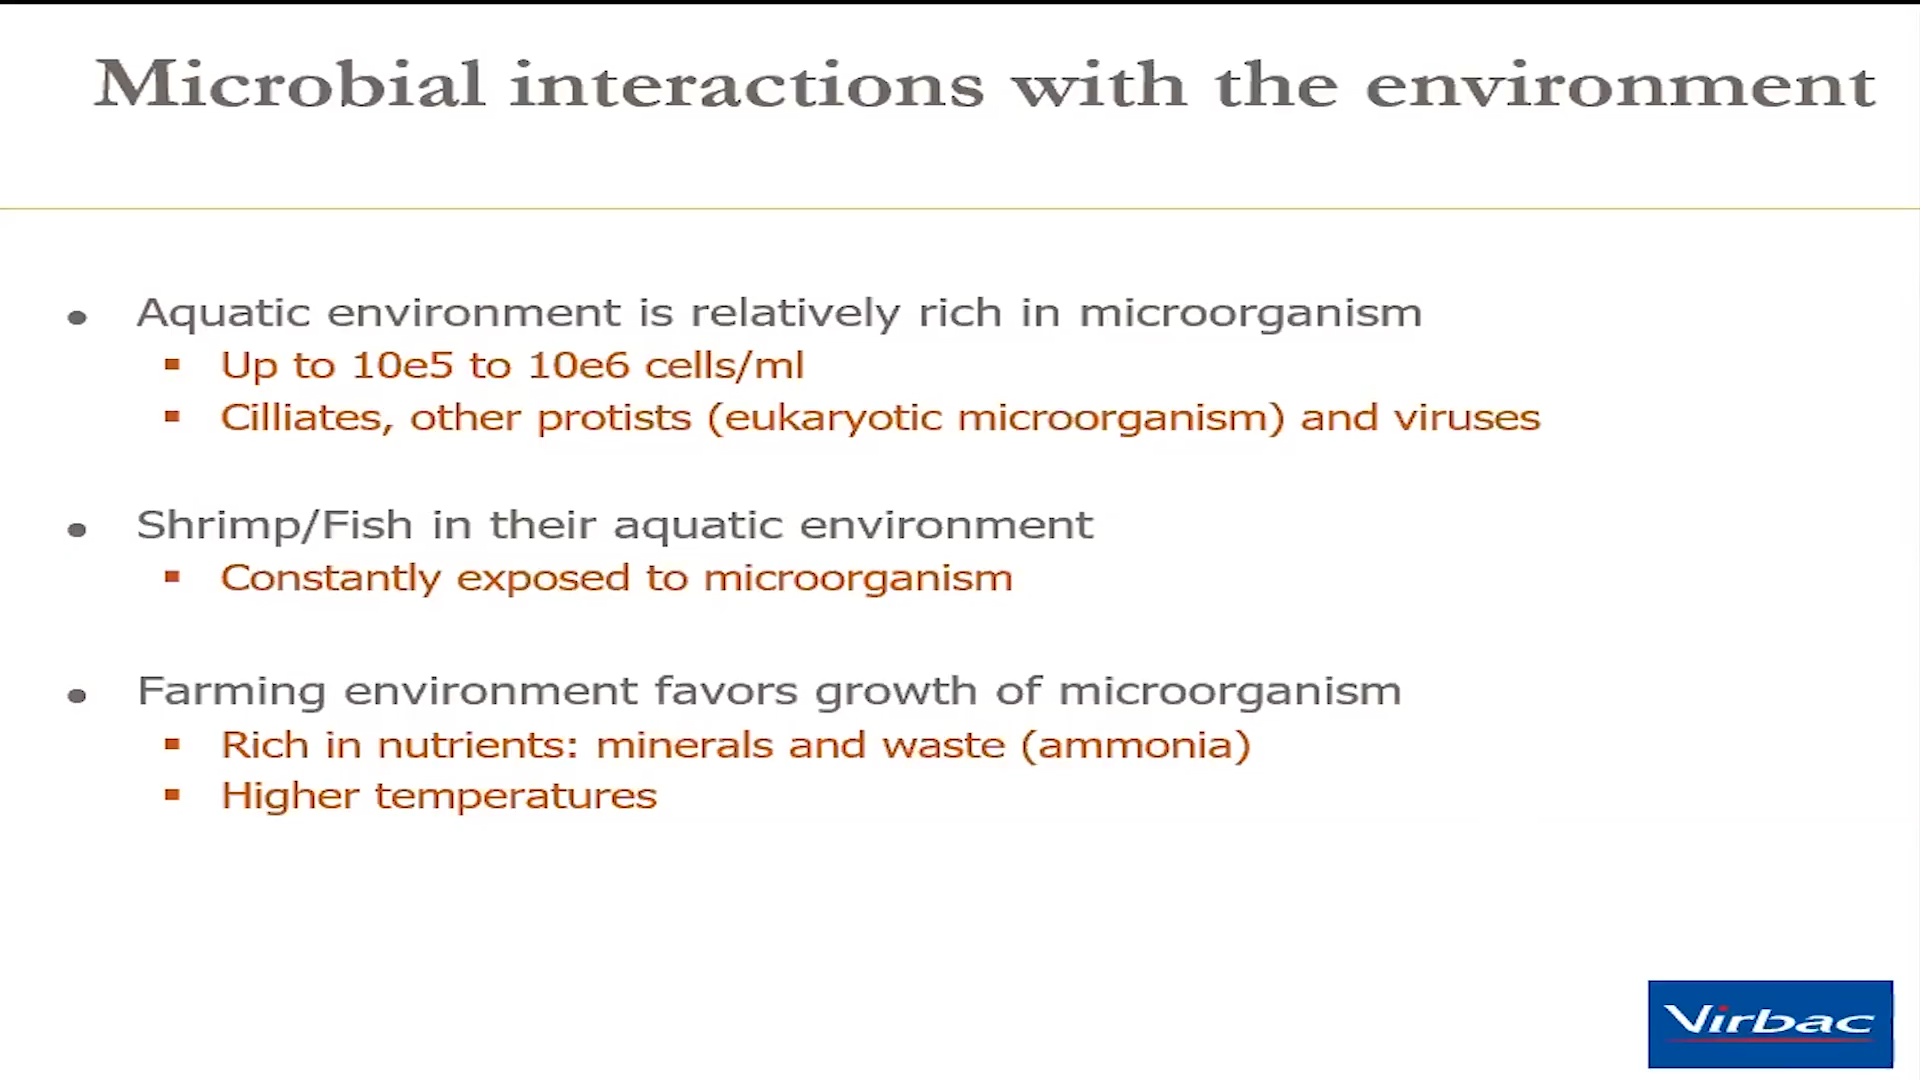 Microbial interactions with the environment
• Aquatic environment is relatively rich in microorganism
▪ Up to 10e5 to 10e6 cells/ml
▪ Cilliates, other protists (eukaryotic microorganism) and viruses
• Shrimp/Fish in their aquatic environment
▪ Constantly exposed to microorganism
• Farming environment favors growth of microorganism
▪ Rich in nutrients: minerals and waste (ammonia)
▪ Higher temperatures
Virbac